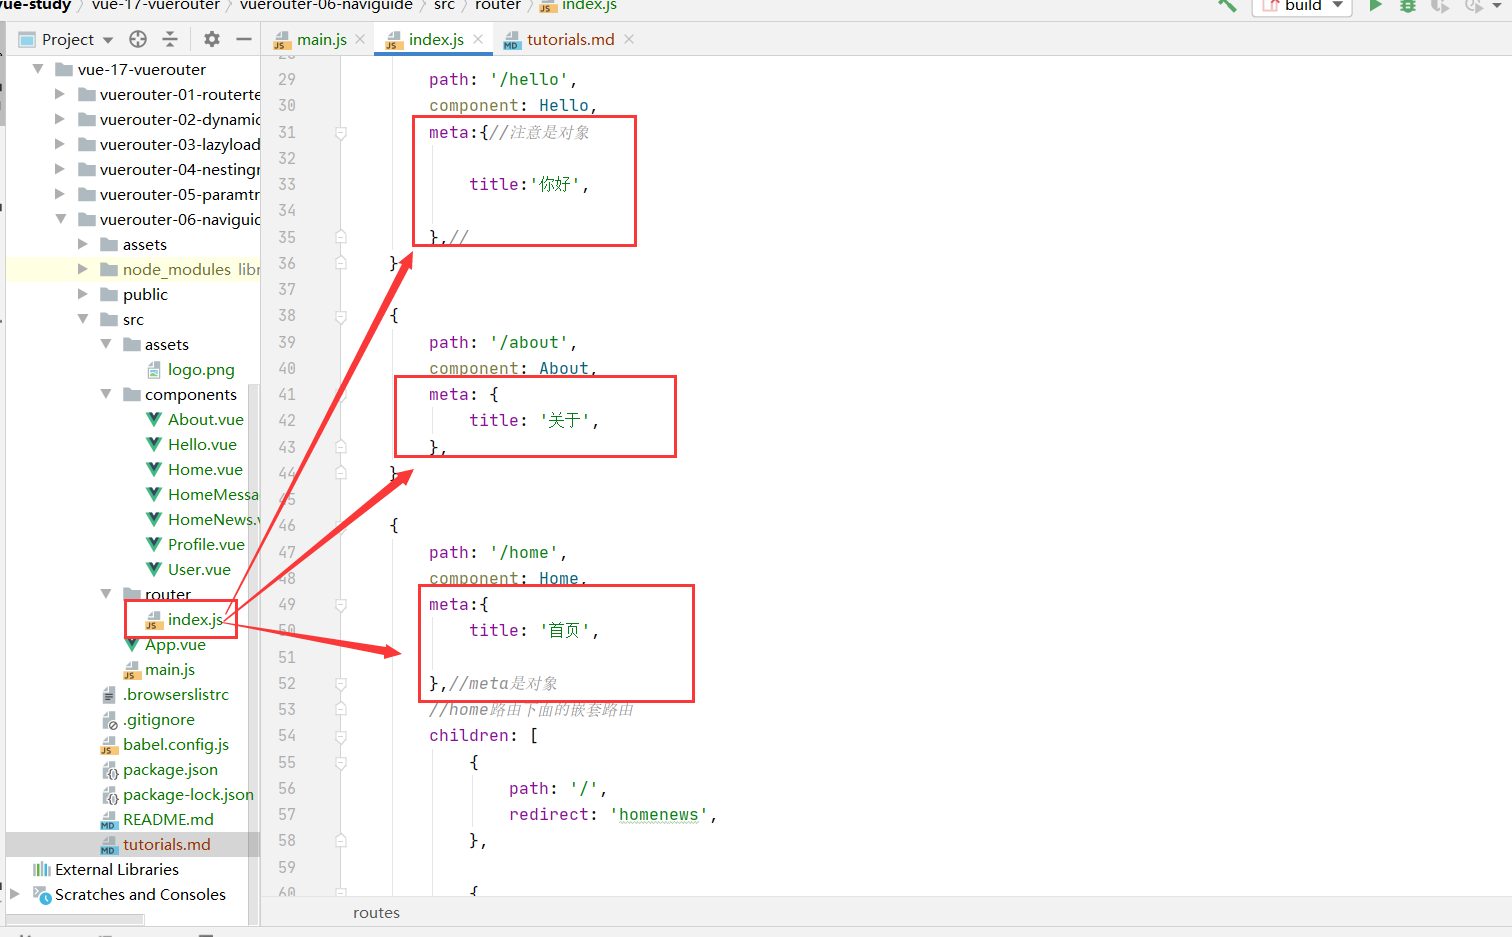 vue-study vue-17-vuerouter vuerouter-06-naviguide src router index.js build
Project main.js index.js tutorials.md
vue-17-vuerouter
vuerouter-01-routerte
vuerouter-02-dynamic
vuerouter-03-lazyload
vuerouter-04-nestingr
vuerouter-05-paramtr
vuerouter-06-naviguid
assets
node_modules libr
public
src
assets
logo.png
components
About.vue
Hello.vue
Home.vue
HomeMessa
HomeNews.v
Profile.vue
User.vue
router
index.js
App.vue
main.js
.browserslistrc
.gitignore
babel.config.js
package.json
package-lock.json
README.md
tutorials.md
External Libraries
Scratches and Consoles
29 path: '/hello',
30 component: Hello,
31 meta:{//注意是对象
32
33 title:'你好',
34
35 },//
36 }
37
38 {
39 path: '/about',
40 component: About,
41 meta: {
42 title: '关于',
43 },
44 }
45
46 {
47 path: '/home',
48 component: Home,
49 meta:{
50 title: '首页',
51
52 },//meta是对象
53 //home路由下面的嵌套路由
54 children: [
55 {
56 path: '/',
57 redirect: 'homenews',
58 },
59
60 {
routes